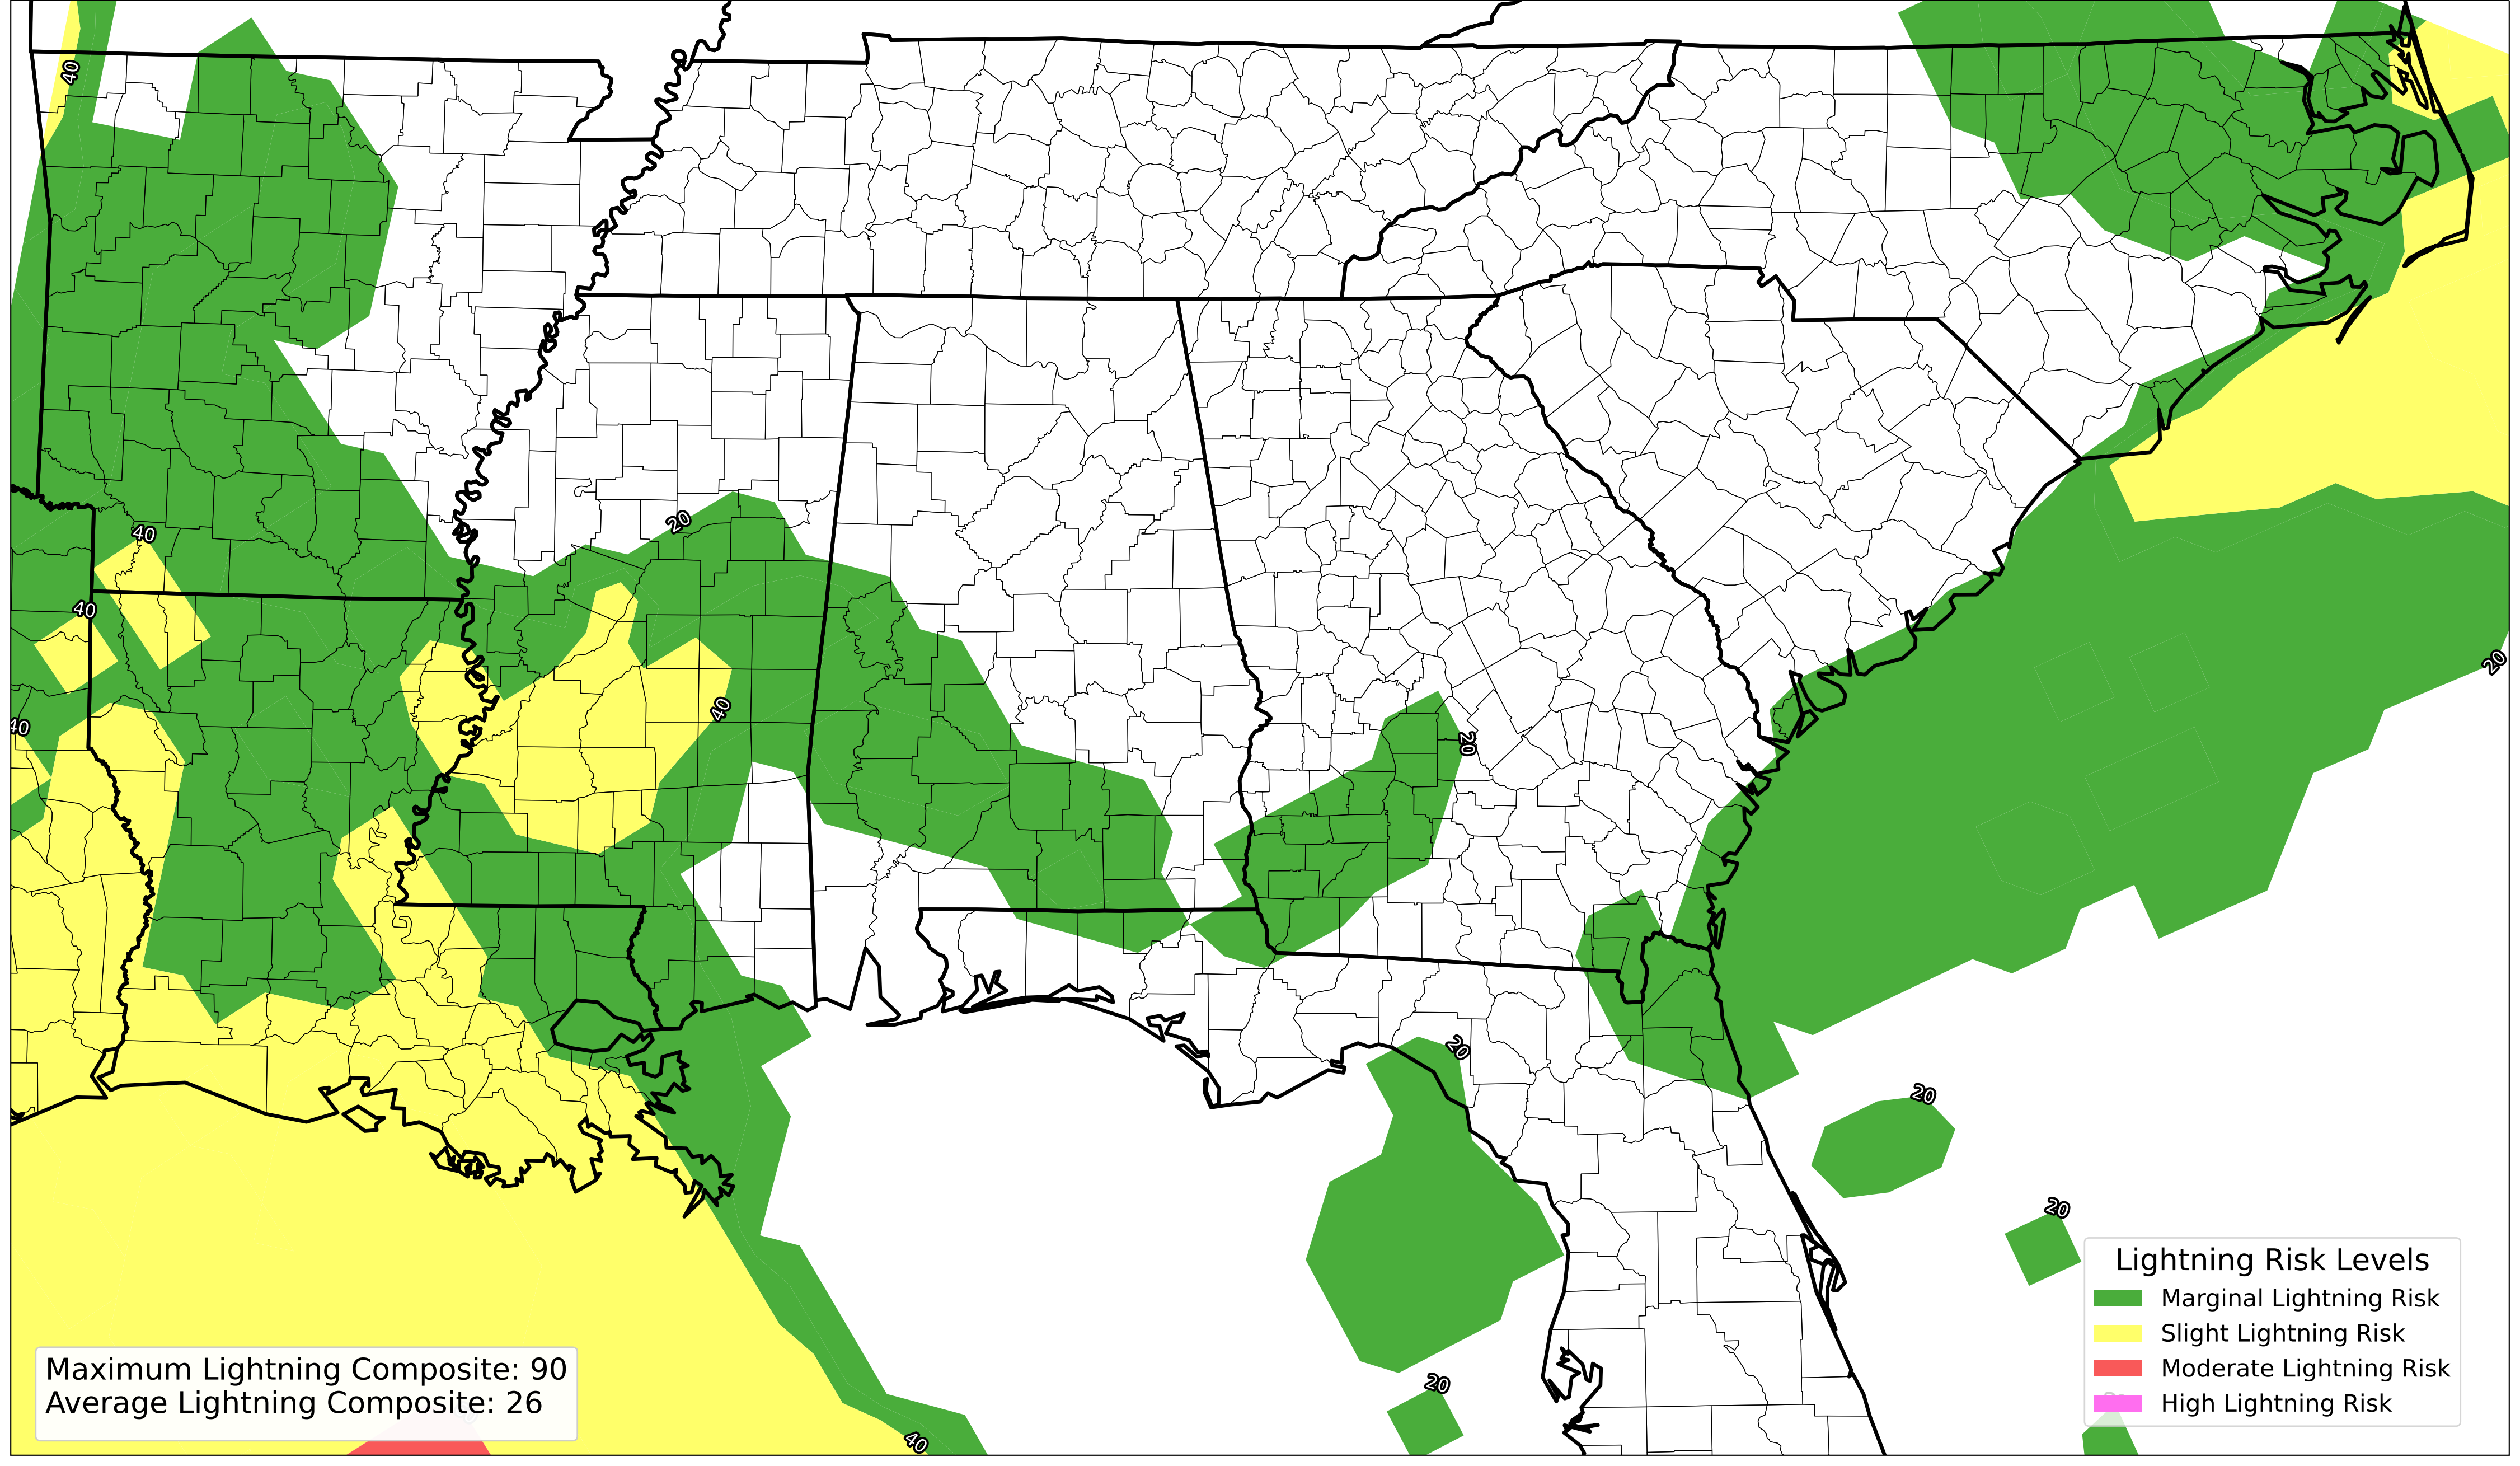 40
20
40
40
20
40
20
40
20
20
20
20
40
Lightning Risk Levels
Marginal Lightning Risk
Slight Lightning Risk
Moderate Lightning Risk
High Lightning Risk
Maximum Lightning Composite: 90
Average Lightning Composite: 26